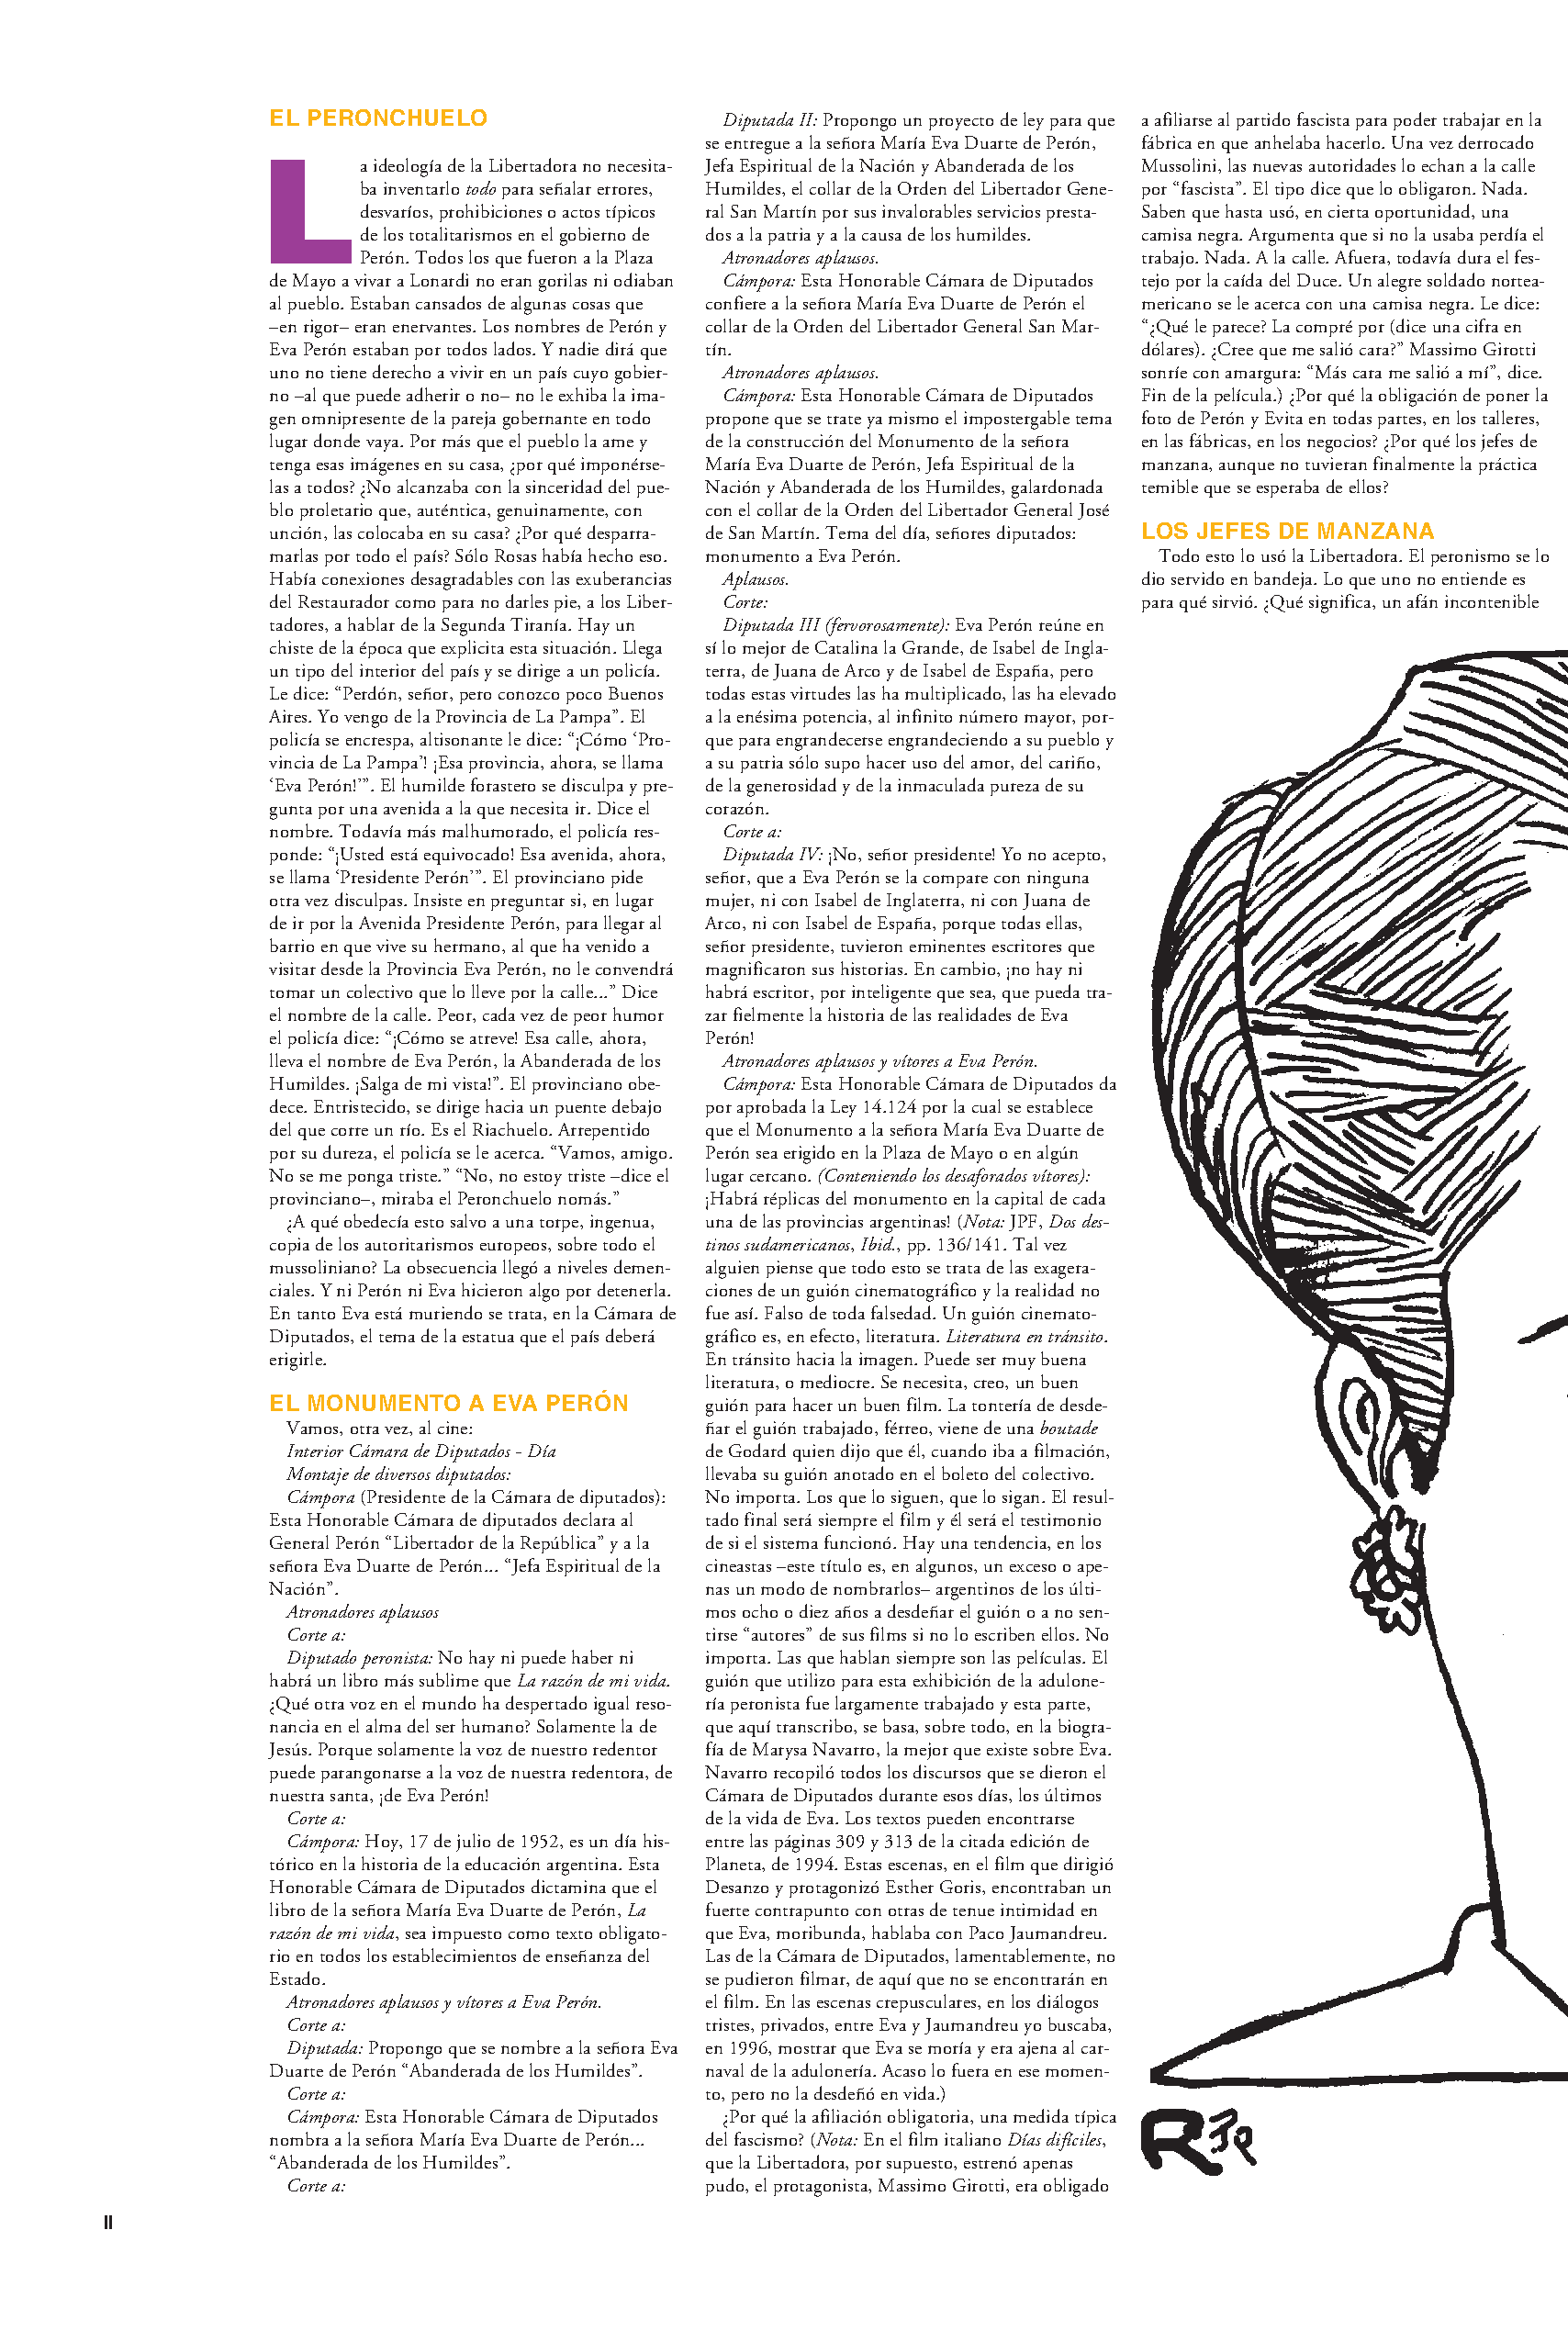 EL PERONCHUELO
La ideología de la Libertadora no necesita-
ba inventarlo todo para señalar errores,
desvaríos, prohibiciones o actos típicos
de los totalitarismos en el gobierno de
Perón. Todos los que fueron a la Plaza
de Mayo a vivar a Lonardi no eran gorilas ni odiaban
al pueblo. Estaban cansados de algunas cosas que
–en rigor– eran enervantes. Los nombres de Perón y
Eva Perón estaban por todos lados. Y nadie dirá que
uno no tiene derecho a vivir en un país cuyo gobier-
no –al que puede adherir o no– no le exhiba la ima-
gen omnipresente de la pareja gobernante en todo
lugar donde vaya. Por más que el pueblo la ame y
tenga esas imágenes en su casa, ¿por qué imponérse-
las a todos? ¿No alcanzaba con la sinceridad del pue-
blo proletario que, auténtica, genuinamente, con
unción, las colocaba en su casa? ¿Por qué desparra-
marlas por todo el país? Sólo Rosas había hecho eso.
Había conexiones desagradables con las exuberancias
del Restaurador como para no darles pie, a los Liber-
tadores, a hablar de la Segunda Tiranía. Hay un
chiste de la época que explicita esta situación. Llega
un tipo del interior del país y se dirige a un policía.
Le dice: “Perdón, señor, pero conozco poco Buenos
Aires. Yo vengo de la Provincia de La Pampa”. El
policía se encrespa, altisonante le dice: “¡Cómo ‘Pro-
vincia de La Pampa’! ¡Esa provincia, ahora, se llama
‘Eva Perón!’”. El humilde forastero se disculpa y pre-
gunta por una avenida a la que necesita ir. Dice el
nombre. Todavía más malhumorado, el policía res-
ponde: “¡Usted está equivocado! Esa avenida, ahora,
se llama ‘Presidente Perón’”. El provinciano pide
otra vez disculpas. Insiste en preguntar si, en lugar
de ir por la Avenida Presidente Perón, para llegar al
barrio en que vive su hermano, al que ha venido a
visitar desde la Provincia Eva Perón, no le convendrá
tomar un colectivo que lo lleve por la calle...” Dice
el nombre de la calle. Peor, cada vez de peor humor
el policía dice: “¡Cómo se atreve! Esa calle, ahora,
lleva el nombre de Eva Perón, la Abanderada de los
Humildes. ¡Salga de mi vista!”. El provinciano obe-
dece. Entristecido, se dirige hacia un puente debajo
del que corre un río. Es el Riachuelo. Arrepentido
por su dureza, el policía se le acerca. “Vamos, amigo.
No se me ponga triste.” “No, no estoy triste –dice el
provinciano–, miraba el Peronchuelo nomás.”
¿A qué obedecía esto salvo a una torpe, ingenua,
copia de los autoritarismos europeos, sobre todo el
mussoliniano? La obsecuencia llegó a niveles demen-
ciales. Y ni Perón ni Eva hicieron algo por detenerla.
En tanto Eva está muriendo se trata, en la Cámara de
Diputados, el tema de la estatua que el país deberá
erigirle.
EL MONUMENTO A EVA PERÓN
Vamos, otra vez, al cine:
Interior Cámara de Diputados - Día
Montaje de diversos diputados:
Cámpora (Presidente de la Cámara de diputados):
Esta Honorable Cámara de diputados declara al
General Perón “Libertador de la República” y a la
señora Eva Duarte de Perón... “Jefa Espiritual de la
Nación”.
Atronadores aplausos
Corte a:
Diputado peronista: No hay ni puede haber ni
habrá un libro más sublime que La razón de mi vida.
¿Qué otra voz en el mundo ha despertado igual reso-
nancia en el alma del ser humano? Solamente la de
Jesús. Porque solamente la voz de nuestro redentor
puede parangonarse a la voz de nuestra redentora, de
nuestra santa, ¡de Eva Perón!
Corte a:
Cámpora: Hoy, 17 de julio de 1952, es un día his-
tórico en la historia de la educación argentina. Esta
Honorable Cámara de Diputados dictamina que el
libro de la señora María Eva Duarte de Perón, La
razón de mi vida, sea impuesto como texto obligato-
rio en todos los establecimientos de enseñanza del
Estado.
Atronadores aplausos y vítores a Eva Perón.
Corte a:
Diputada: Propongo que se nombre a la señora Eva
Duarte de Perón “Abanderada de los Humildes”.
Corte a:
Cámpora: Esta Honorable Cámara de Diputados
nombra a la señora María Eva Duarte de Perón...
“Abanderada de los Humildes”.
Corte a:
Diputada II: Propongo un proyecto de ley para que
se entregue a la señora María Eva Duarte de Perón,
Jefa Espiritual de la Nación y Abanderada de los
Humildes, el collar de la Orden del Libertador Gene-
ral San Martín por sus invalorables servicios presta-
dos a la patria y a la causa de los humildes.
Atronadores aplausos.
Cámpora: Esta Honorable Cámara de Diputados
confiere a la señora María Eva Duarte de Perón el
collar de la Orden del Libertador General San Mar-
tín.
Atronadores aplausos.
Cámpora: Esta Honorable Cámara de Diputados
propone que se trate ya mismo el impostergable tema
de la construcción del Monumento de la señora
María Eva Duarte de Perón, Jefa Espiritual de la
Nación y Abanderada de los Humildes, galardonada
con el collar de la Orden del Libertador General José
de San Martín. Tema del día, señores diputados:
monumento a Eva Perón.
Aplausos.
Corte:
Diputada III (fervorosamente): Eva Perón reúne en
sí lo mejor de Catalina la Grande, de Isabel de Ingla-
terra, de Juana de Arco y de Isabel de España, pero
todas estas virtudes las ha multiplicado, las ha elevado
a la enésima potencia, al infinito número mayor, por-
que para engrandecerse engrandeciendo a su pueblo y
a su patria sólo supo hacer uso del amor, del cariño,
de la generosidad y de la inmaculada pureza de su
corazón.
Corte a:
Diputada IV: ¡No, señor presidente! Yo no acepto,
señor, que a Eva Perón se la compare con ninguna
mujer, ni con Isabel de Inglaterra, ni con Juana de
Arco, ni con Isabel de España, porque todas ellas,
señor presidente, tuvieron eminentes escritores que
magnificaron sus historias. En cambio, ¡no hay ni
habrá escritor, por inteligente que sea, que pueda tra-
zar fielmente la historia de las realidades de Eva
Perón!
Atronadores aplausos y vítores a Eva Perón.
Cámpora: Esta Honorable Cámara de Diputados da
por aprobada la Ley 14.124 por la cual se establece
que el Monumento a la señora María Eva Duarte de
Perón sea erigido en la Plaza de Mayo o en algún
lugar cercano. (Conteniendo los desaforados vítores):
¡Habrá réplicas del monumento en la capital de cada
una de las provincias argentinas! (Nota: JPF, Dos des-
tinos sudamericanos, Ibid., pp. 136/141. Tal vez
alguien piense que todo esto se trata de las exagera-
ciones de un guión cinematográfico y la realidad no
fue así. Falso de toda falsedad. Un guión cinemato-
gráfico es, en efecto, literatura. Literatura en tránsito.
En tránsito hacia la imagen. Puede ser muy buena
literatura, o mediocre. Se necesita, creo, un buen
guión para hacer un buen film. La tontería de desde-
ñar el guión trabajado, férreo, viene de una boutade
de Godard quien dijo que él, cuando iba a filmación,
llevaba su guión anotado en el boleto del colectivo.
No importa. Los que lo siguen, que lo sigan. El resul-
tado final será siempre el film y él será el testimonio
de si el sistema funcionó. Hay una tendencia, en los
cineastas –este título es, en algunos, un exceso o ape-
nas un modo de nombrarlos– argentinos de los últi-
mos ocho o diez años a desdeñar el guión o a no sen-
tirse “autores” de sus films si no lo escriben ellos. No
importa. Las que hablan siempre son las películas. El
guión que utilizo para esta exhibición de la adulone-
ría peronista fue largamente trabajado y esta parte,
que aquí transcribo, se basa, sobre todo, en la biogra-
fía de Marysa Navarro, la mejor que existe sobre Eva.
Navarro recopiló todos los discursos que se dieron el
Cámara de Diputados durante esos días, los últimos
de la vida de Eva. Los textos pueden encontrarse
entre las páginas 309 y 313 de la citada edición de
Planeta, de 1994. Estas escenas, en el film que dirigió
Desanzo y protagonizó Esther Goris, encontraban un
fuerte contrapunto con otras de tenue intimidad en
que Eva, moribunda, hablaba con Paco Jaumandreu.
Las de la Cámara de Diputados, lamentablemente, no
se pudieron filmar, de aquí que no se encontrarán en
el film. En las escenas crepusculares, en los diálogos
tristes, privados, entre Eva y Jaumandreu yo buscaba,
en 1996, mostrar que Eva se moría y era ajena al car-
naval de la adulonería. Acaso lo fuera en ese momen-
to, pero no la desdeñó en vida.)
¿Por qué la afiliación obligatoria, una medida típica
del fascismo? (Nota: En el film italiano Días difíciles,
que la Libertadora, por supuesto, estrenó apenas
pudo, el protagonista, Massimo Girotti, era obligado
a afiliarse al partido fascista para poder trabajar en la
fábrica en que anhelaba hacerlo. Una vez derrocado
Mussolini, las nuevas autoridades lo echan a la calle
por “fascista”. El tipo dice que lo obligaron. Nada.
Saben que hasta usó, en cierta oportunidad, una
camisa negra. Argumenta que si no la usaba perdía el
trabajo. Nada. A la calle. Afuera, todavía dura el fes-
tejo por la caída del Duce. Un alegre soldado nortea-
mericano se le acerca con una camisa negra. Le dice:
“¿Qué le parece? La compré por (dice una cifra en
dólares). ¿Cree que me salió cara?” Massimo Girotti
sonríe con amargura: “Más cara me salió a mí”, dice.
Fin de la película.) ¿Por qué la obligación de poner la
foto de Perón y Evita en todas partes, en los talleres,
en las fábricas, en los negocios? ¿Por qué los jefes de
manzana, aunque no tuvieran finalmente la práctica
temible que se esperaba de ellos?
LOS JEFES DE MANZANA
Todo esto lo usó la Libertadora. El peronismo se lo
dio servido en bandeja. Lo que uno no entiende es
para qué sirvió. ¿Qué significa, un afán incontenible
II